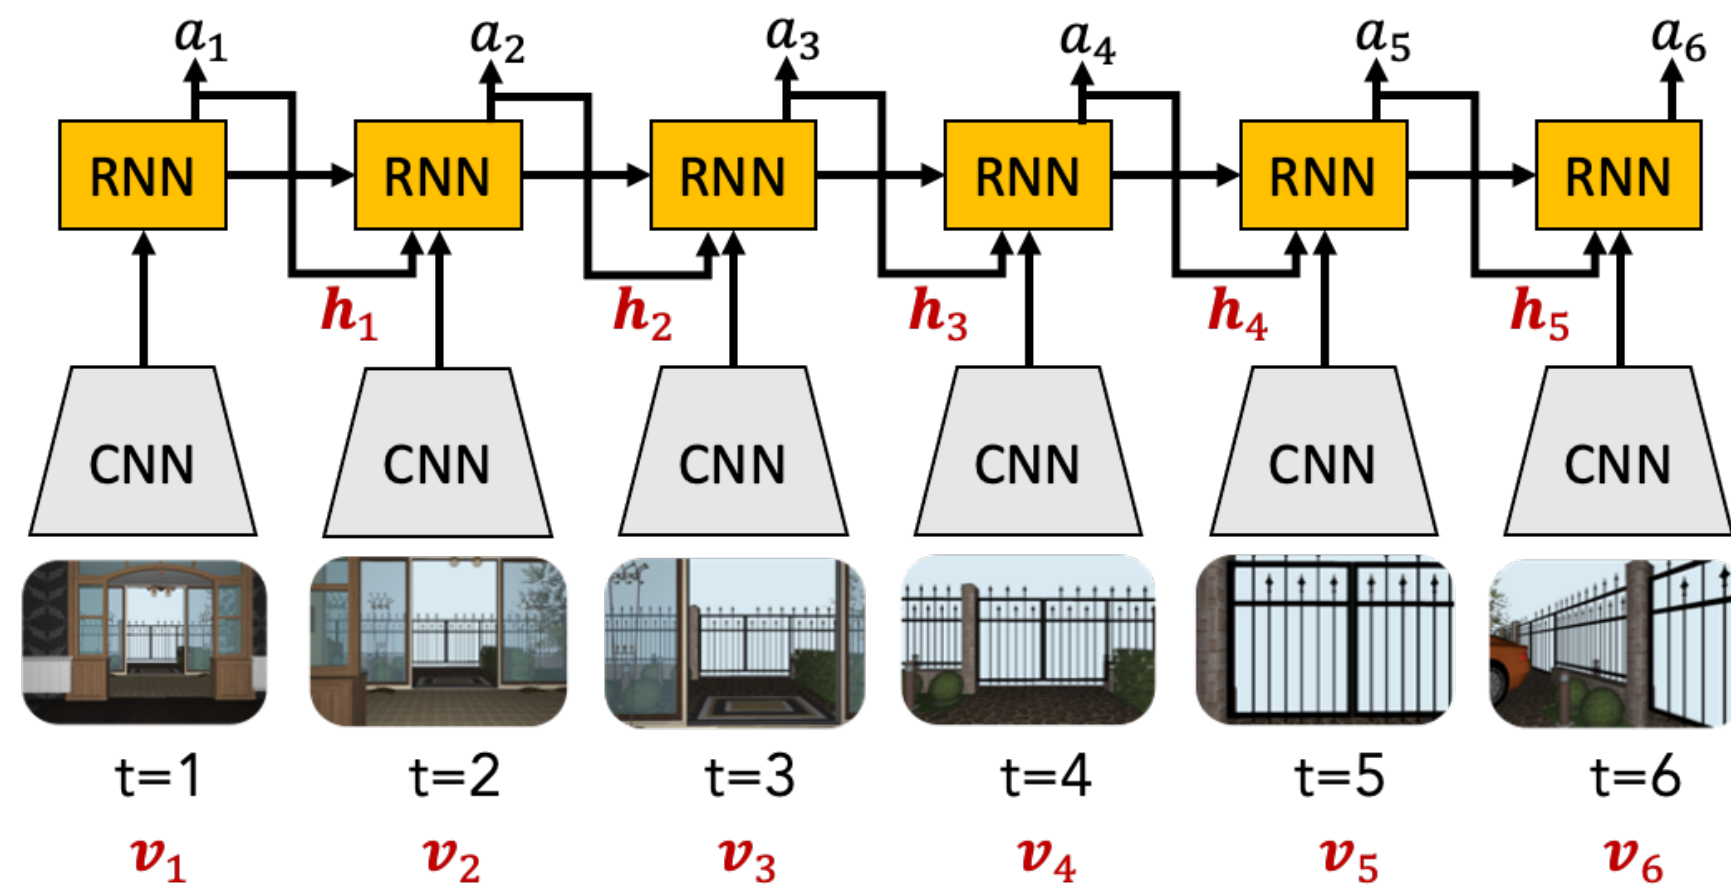 a₁ a₂ a₃ a₄ a₅ a₆
RNN RNN RNN RNN RNN RNN
h₁ h₂ h₃ h₄ h₅
CNN CNN CNN CNN CNN CNN
t=1 t=2 t=3 t=4 t=5 t=6
v₁ v₂ v₃ v₄ v₅ v₆